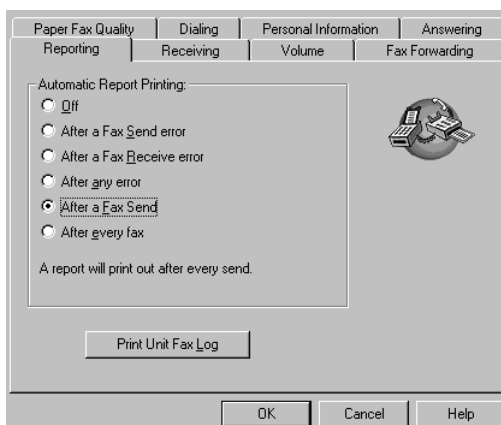 Paper Fax Quality Dialing Personal Information Answering
Reporting Receiving Volume Fax Forwarding
Automatic Report Printing:
Off
After a Fax Send error
After a Fax Receive error
After any error
After a Fax Send
After every fax
A report will print out after every send.
Print Unit Fax Log
OK Cancel Help